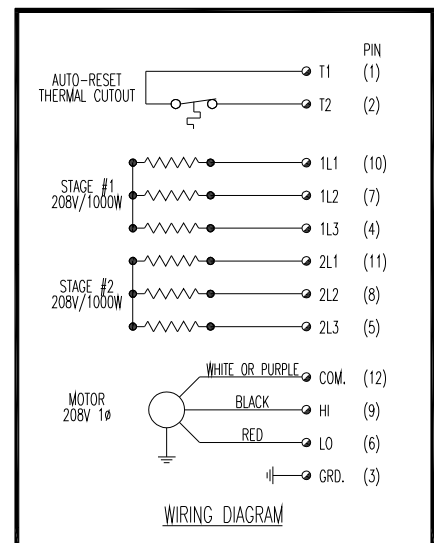 PIN
AUTO-RESET
THERMAL CUTOUT
T1 (1)
T2 (2)
STAGE #1
208V/1000W
1L1 (10)
1L2 (7)
1L3 (4)
STAGE #2
208V/1000W
2L1 (11)
2L2 (8)
2L3 (5)
MOTOR
208V 1ø
WHITE OR PURPLE COM. (12)
BLACK HI (9)
RED LO (6)
GRD. (3)
WIRING DIAGRAM